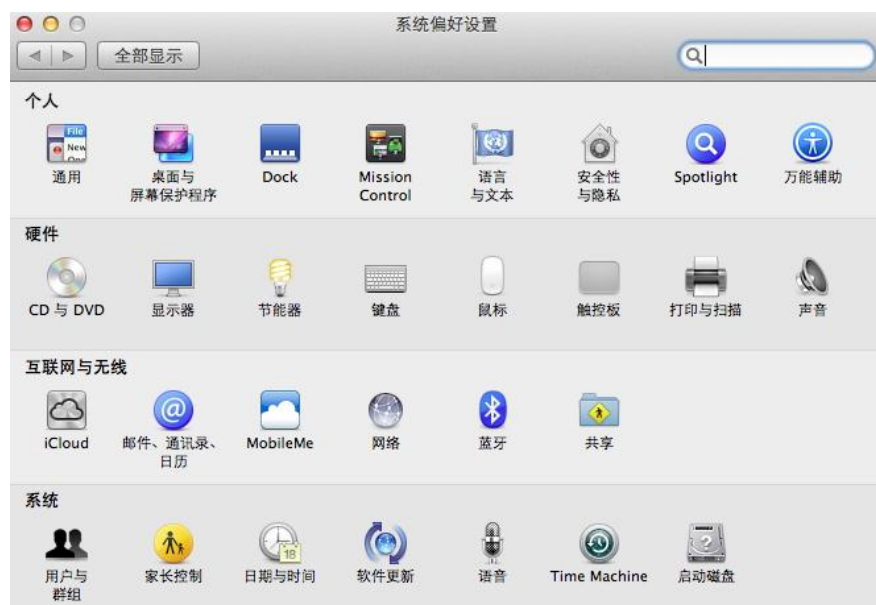 系统偏好设置
全部显示
个人
File
New
通用
桌面与
屏幕保护程序
Dock
Mission
Control
语言
与文本
安全性
与隐私
Spotlight
万能辅助
硬件
CD 与 DVD
显示器
节能器
键盘
鼠标
触控板
打印与扫描
声音
互联网与无线
iCloud
@
邮件、通讯录、
日历
MobileMe
网络
蓝牙
共享
系统
用户与
群组
家长控制
18
日期与时间
软件更新
语音
Time Machine
?
启动磁盘